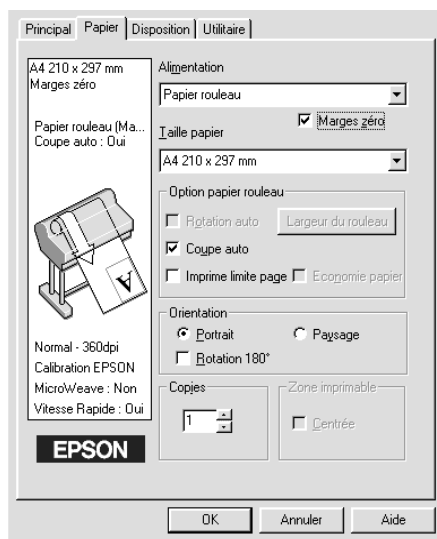 Principal
Papier
Disposition
Utilitaire
A4 210 x 297 mm
Marges zéro
Papier rouleau (Ma...
Coupe auto : Oui
A
Normal - 360dpi
Calibration EPSON
MicroWeave : Non
Vitesse Rapide : Oui
EPSON
Alimentation
Papier rouleau
Marges zéro
Taille papier
A4 210 x 297 mm
Option papier rouleau
Rotation auto
Largeur du rouleau
Coupe auto
Imprime limite page
Economie papier
Orientation
Portrait
Paysage
Rotation 180°
Copies
1
Zone imprimable
Centrée
OK
Annuler
Aide